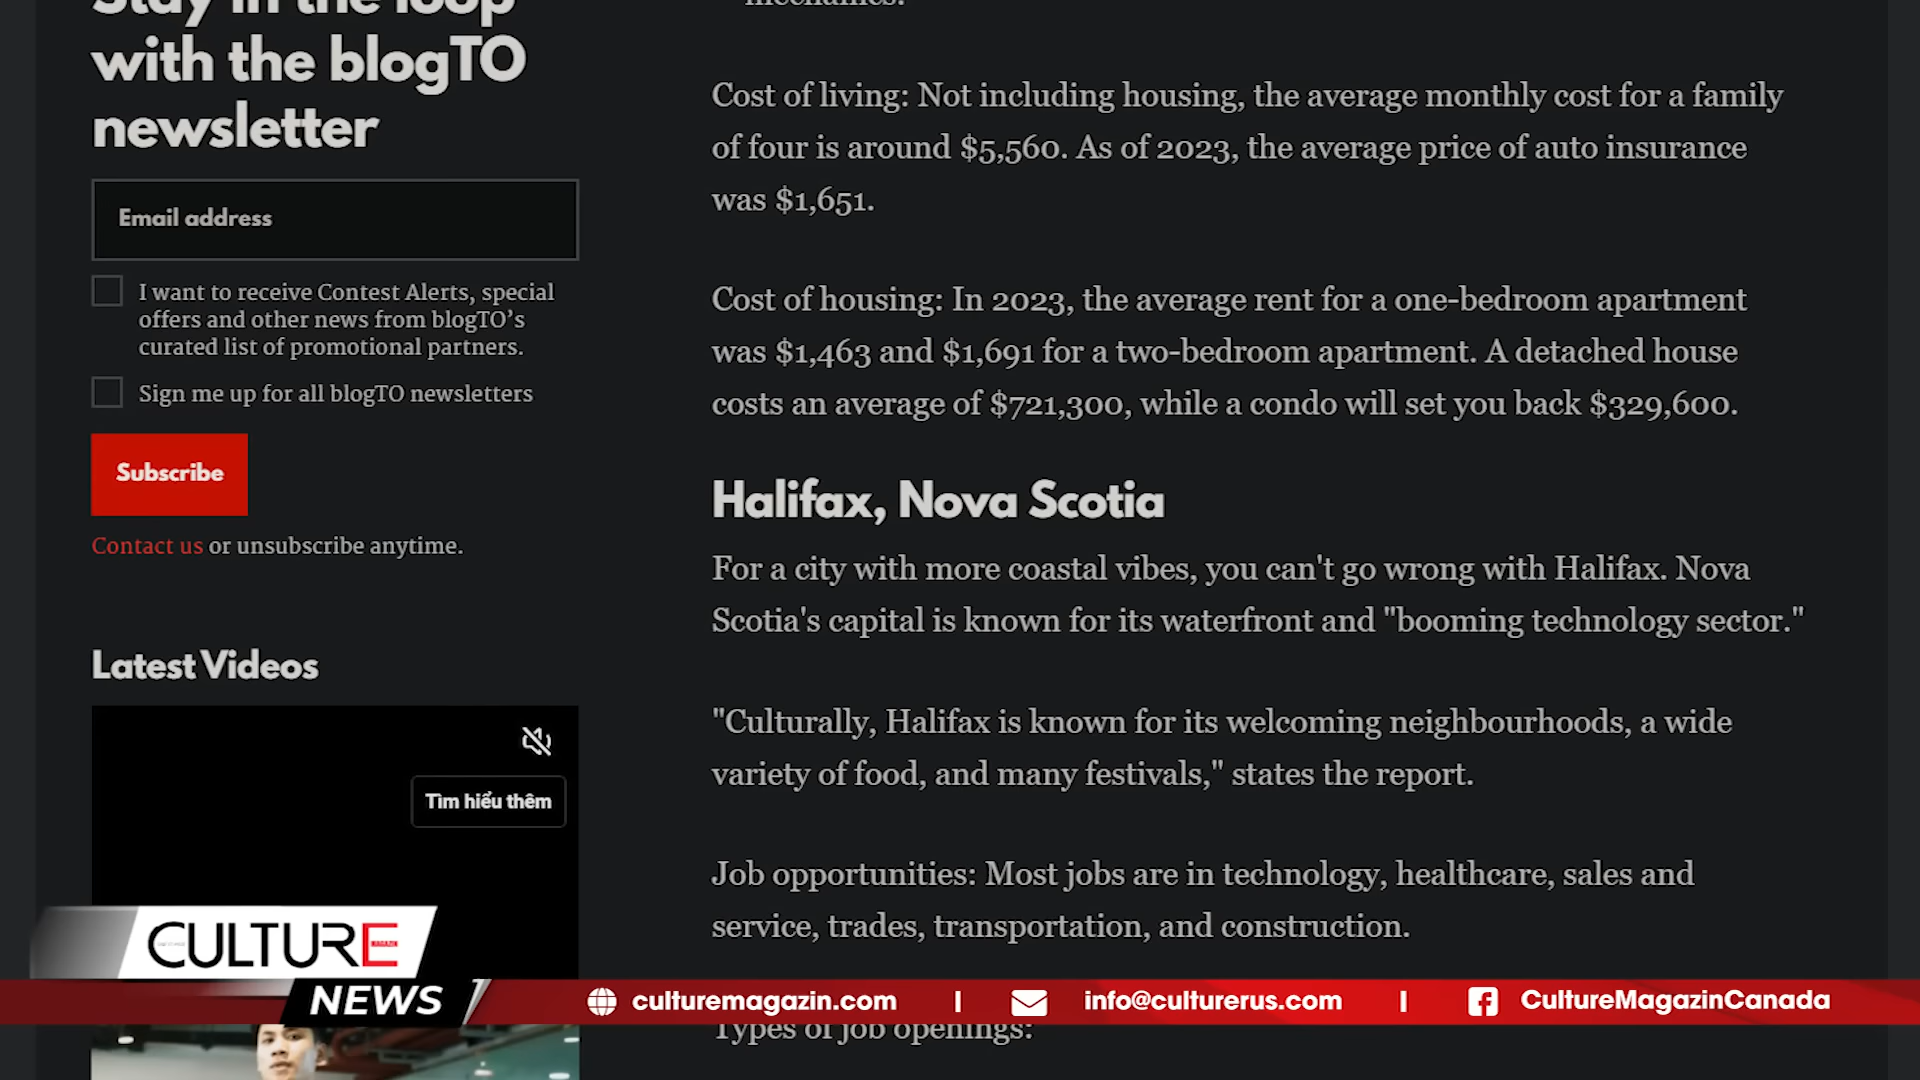 Stay in the loop
with the blogTO
newsletter
Email address
I want to receive Contest Alerts, special
offers and other news from blogTO’s
curated list of promotional partners.
Sign me up for all blogTO newsletters
Subscribe
Contact us or unsubscribe anytime.
Latest Videos
Tìm hiểu thêm
mechanics.
Cost of living: Not including housing, the average monthly cost for a family
of four is around $5,560. As of 2023, the average price of auto insurance
was $1,651.
Cost of housing: In 2023, the average rent for a one-bedroom apartment
was $1,463 and $1,691 for a two-bedroom apartment. A detached house
costs an average of $721,300, while a condo will set you back $329,600.
Halifax, Nova Scotia
For a city with more coastal vibes, you can't go wrong with Halifax. Nova
Scotia's capital is known for its waterfront and "booming technology sector."
"Culturally, Halifax is known for its welcoming neighbourhoods, a wide
variety of food, and many festivals," states the report.
Job opportunities: Most jobs are in technology, healthcare, sales and
service, trades, transportation, and construction.
Types of job openings:
CULTURE
NEWS
culturemagazin.com | info@culturerus.com | CultureMagazinCanada